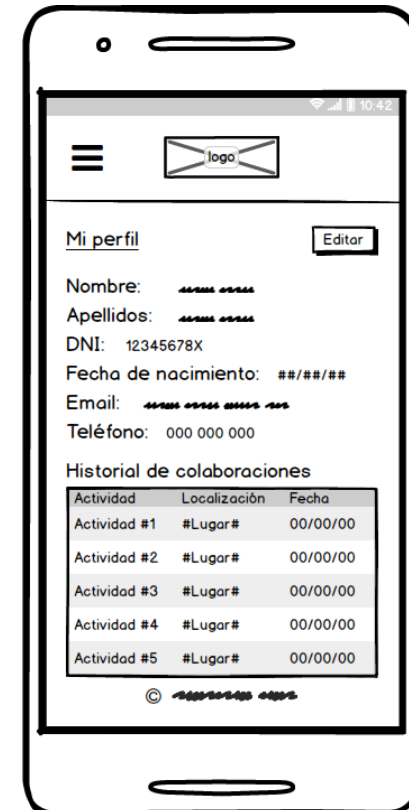 10:42
logo
Mi perfil Editar
Nombre:
Apellidos:
DNI: 12345678X
Fecha de nacimiento: ##/##/##
Email:
Teléfono: 000 000 000
Historial de colaboraciones
Actividad Localización Fecha
Actividad #1 #Lugar# 00/00/00
Actividad #2 #Lugar# 00/00/00
Actividad #3 #Lugar# 00/00/00
Actividad #4 #Lugar# 00/00/00
Actividad #5 #Lugar# 00/00/00
©